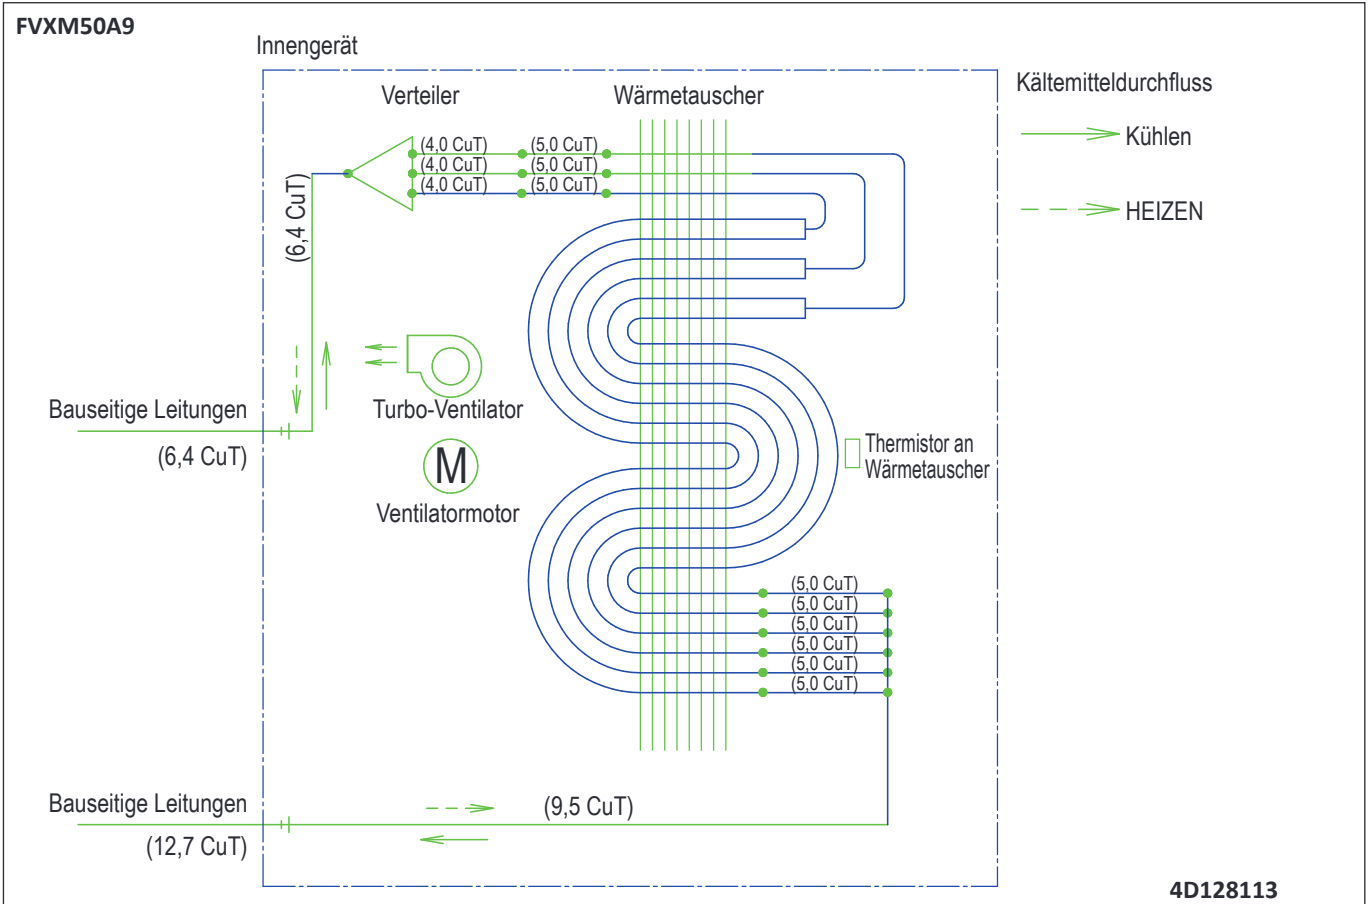 FVXM50A9
Innengerät
Verteiler
Wärmetauscher
Kältemitteldurchfluss
Kühlen
HEIZEN
(4,0 CuT)
(5,0 CuT)
(4,0 CuT)
(5,0 CuT)
(4,0 CuT)
(5,0 CuT)
(6,4 CuT)
Bauseitige Leitungen
(6,4 CuT)
Turbo-Ventilator
M
Ventilatormotor
Thermistor an
Wärmetauscher
(5,0 CuT)
(5,0 CuT)
(5,0 CuT)
(5,0 CuT)
(5,0 CuT)
(5,0 CuT)
Bauseitige Leitungen
(12,7 CuT)
(9,5 CuT)
4D128113